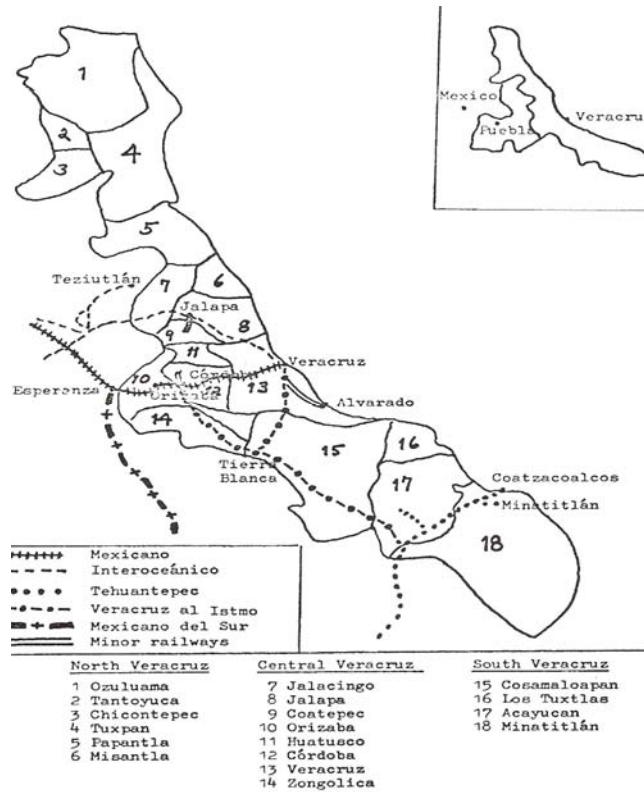 1
2
3
4
5
6
7
8
9
10
11
12
13
14
15
16
17
18
Mexico
Puebla
Veracru
Teziutlán
Jalapa
Córdoba
Veracruz
Esperanza
Orizaba
Alvarado
Tierra
Blanca
Coatzacoalcos
Minatitlán
Mexicano
Interoceánico
Tehuantepec
Veracruz al Istmo
Mexicano del Sur
Minor railways
North Veracruz
1 Ozuluama
2 Tantoyuca
3 Chicontepec
4 Tuxpan
5 Papantla
6 Misantla
Central Veracruz
7 Jalacingo
8 Jalapa
9 Coatepec
10 Orizaba
11 Huatusco
12 Córdoba
13 Veracruz
14 Zongolica
South Veracruz
15 Cosamaloapan
16 Los Tuxtlas
17 Acayucan
18 Minatitlán